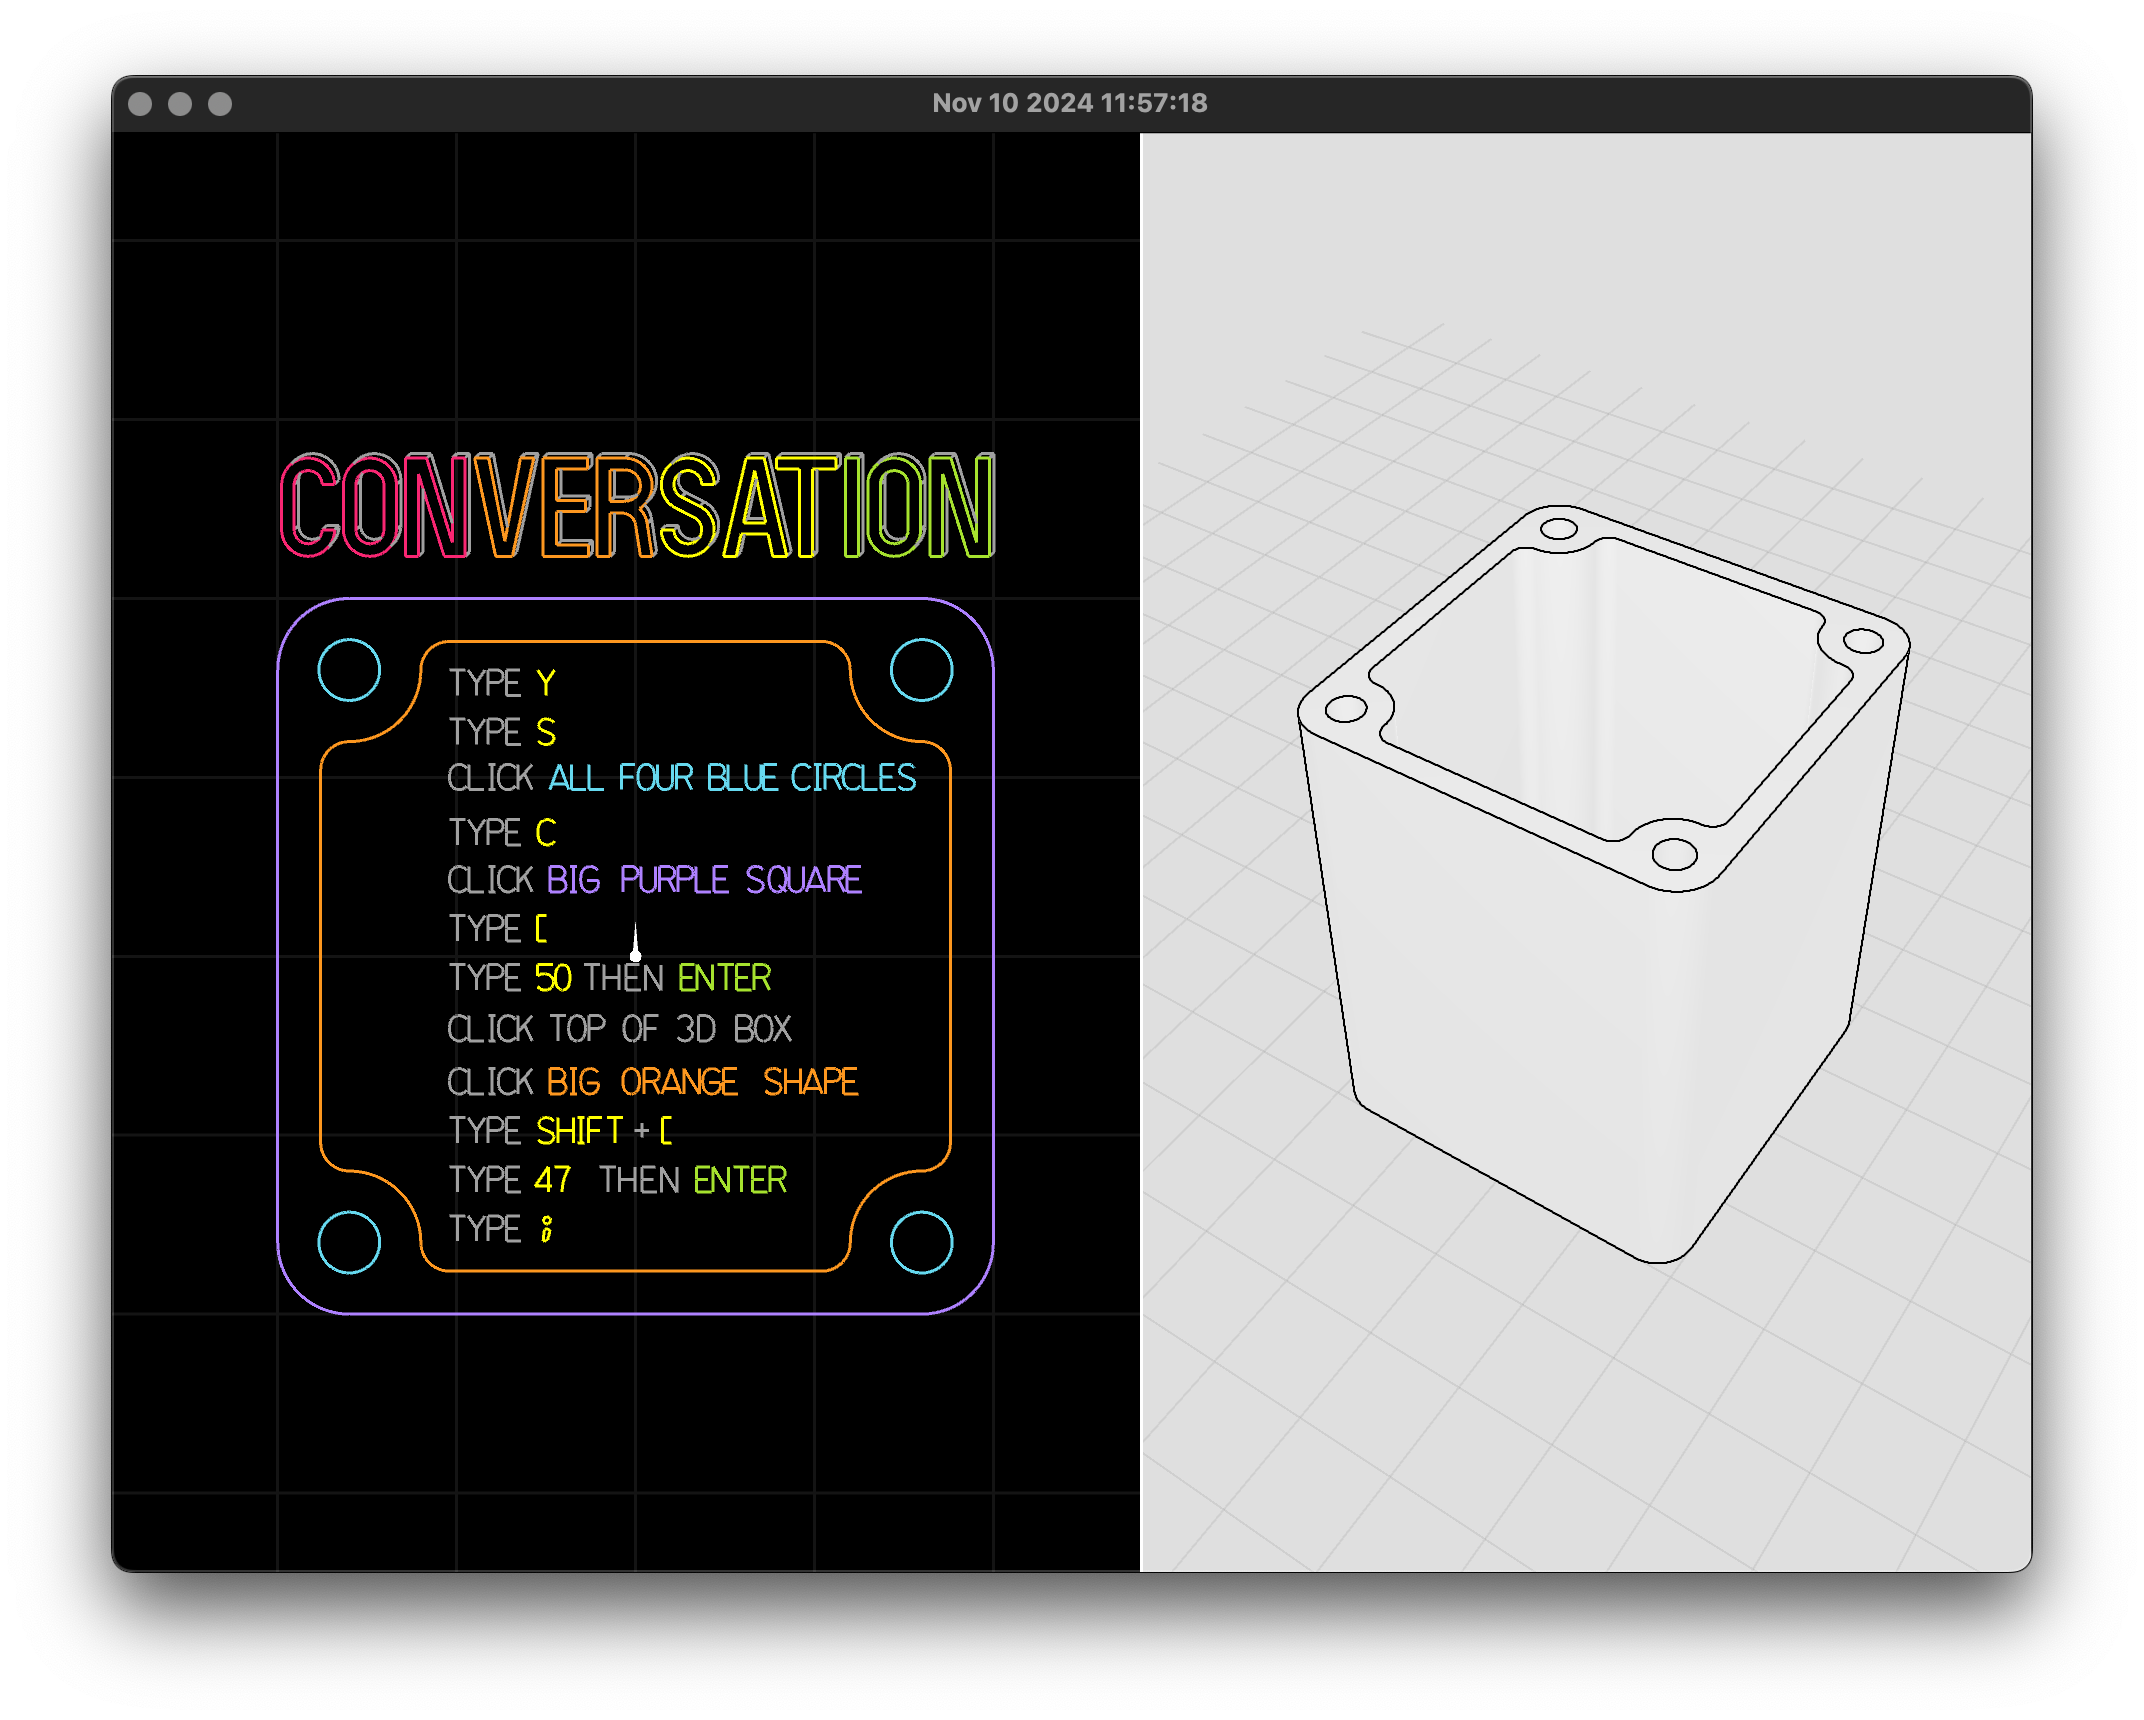 Nov 10 2024 11:57:18
CONVERSATION
TYPE Y
TYPE S
CLICK ALL FOUR BLUE CIRCLES
TYPE C
CLICK BIG PURPLE SQUARE
TYPE [
TYPE 50 THEN ENTER
CLICK TOP OF 3D BOX
CLICK BIG ORANGE SHAPE
TYPE SHIFT + [
TYPE 47 THEN ENTER
TYPE ;